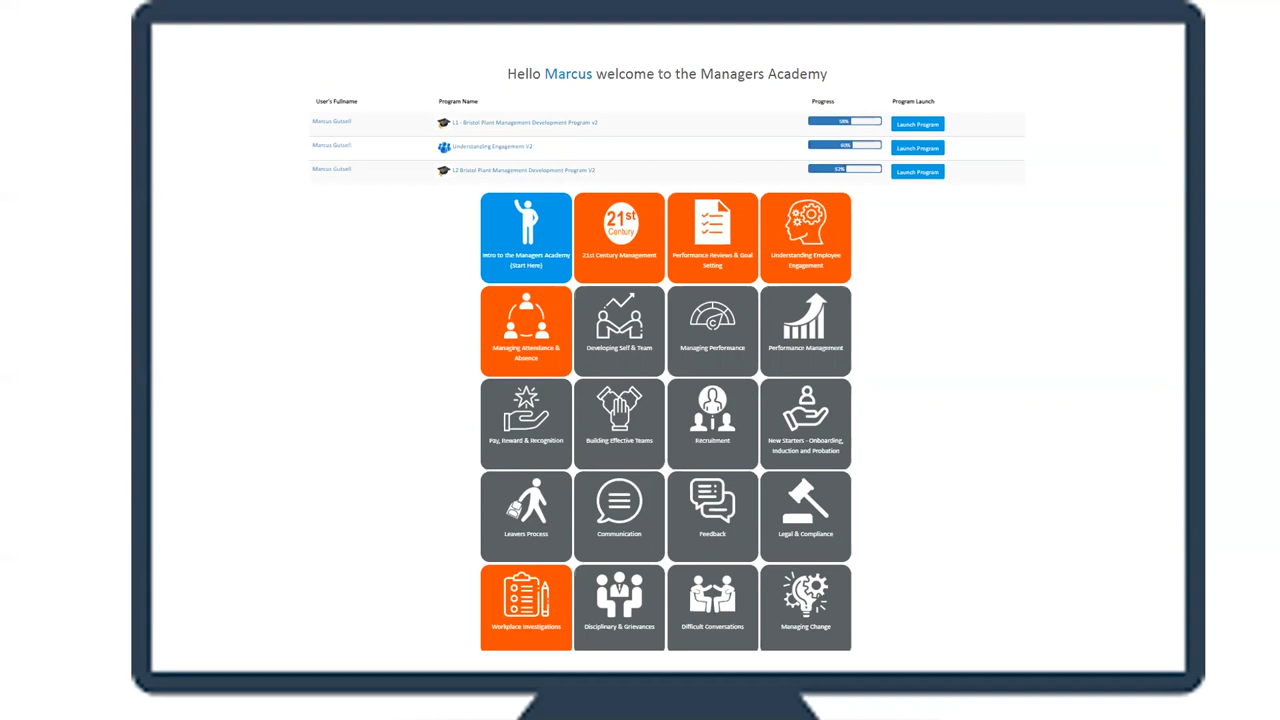 Hello Marcus welcome to the Managers Academy
User's Fullname Program Name Progress Program Launch
Marcus Gutsell L1 - Bristol Plant Management Development Program v2 58% Launch Program
Marcus Gutsell Understanding Engagement V2 60% Launch Program
Marcus Gutsell L2 Bristol Plant Management Development Program V2 52% Launch Program
21st
Century
Intro to the Managers Academy
(Start Here)
21st Century Management
Performance Reviews & Goal
Setting
Understanding Employee
Engagement
Managing Attendance &
Absence
Developing Self & Team
C
Managing Performance
Performance Management
Pay, Reward & Recognition
Building Effective Teams
Recruitment
New Starters - Onboarding,
Induction and Probation
Leavers Process
Communication
Feedback
Legal & Compliance
Workplace Investigations
Disciplinary & Grievances
Difficult Conversations
Managing Change